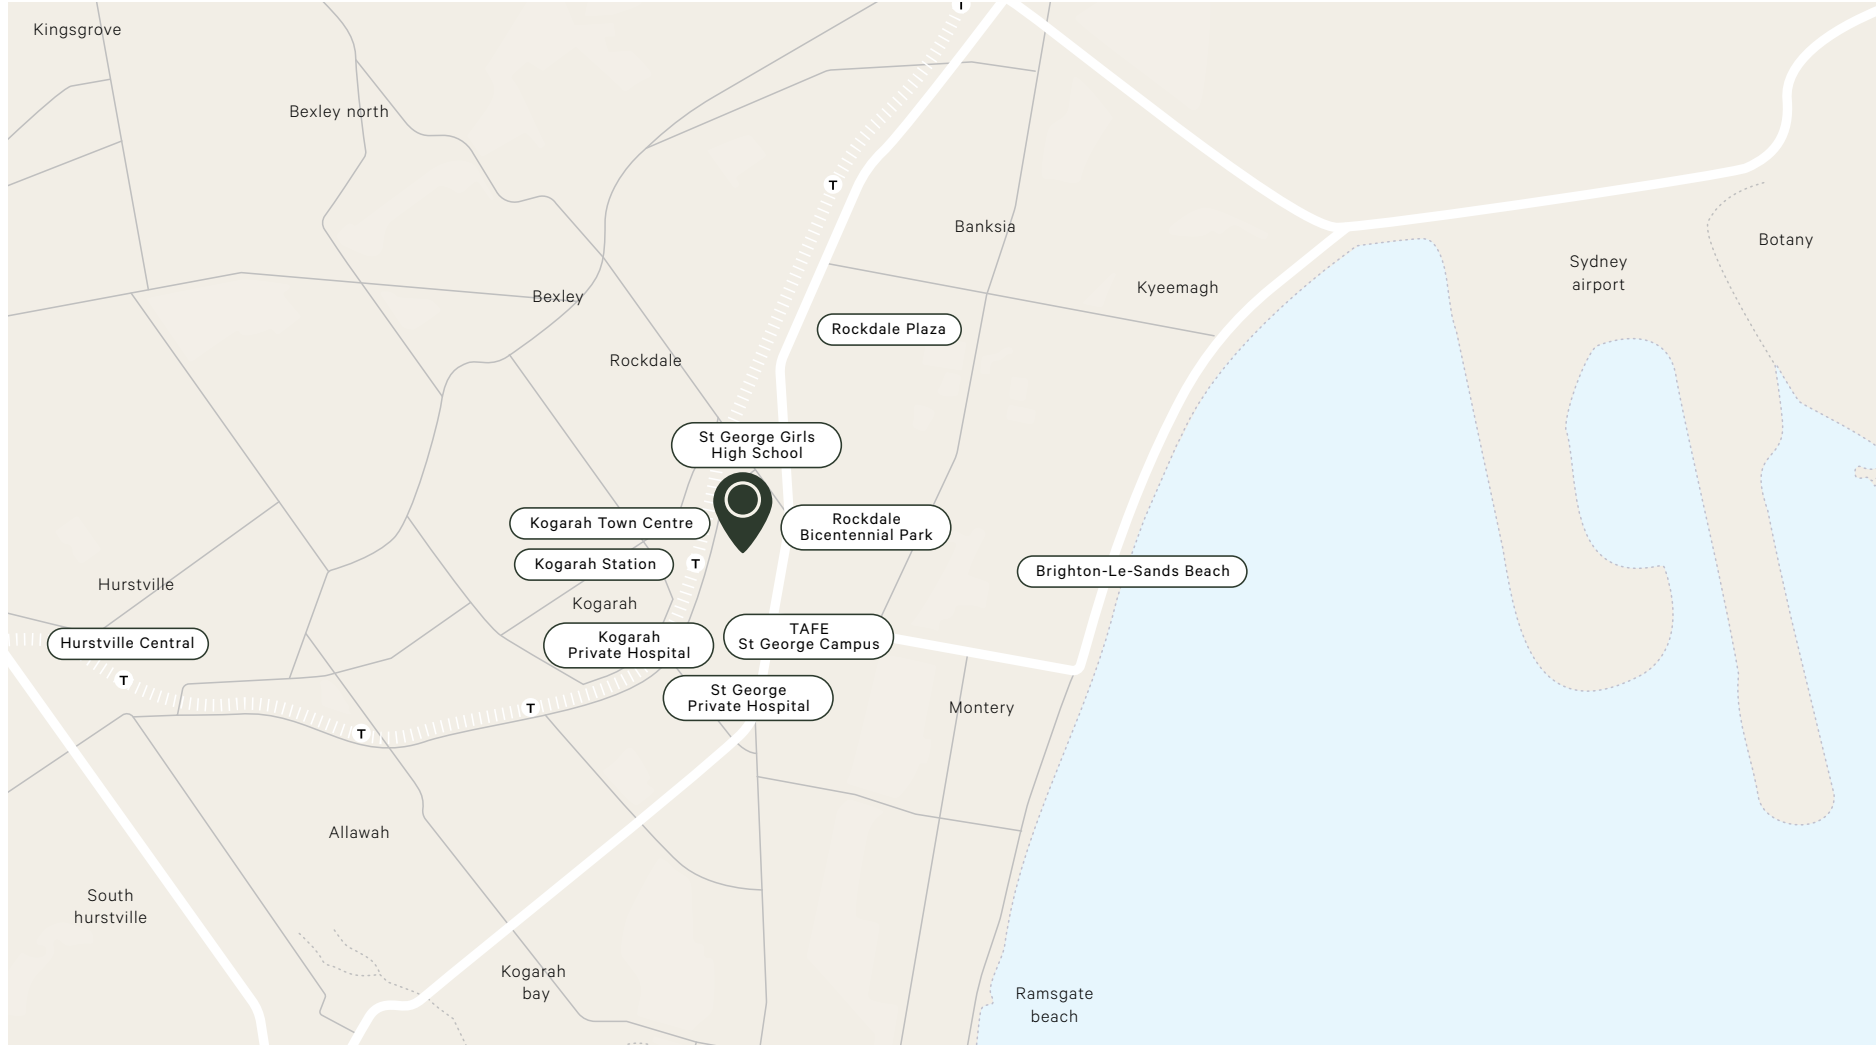 T
Kingsgrove
Bexley north
T
Banksia
Botany
Sydney
airport
Kyeemagh
Bexley
Rockdale Plaza
Rockdale
St George Girls
High School
Kogarah Town Centre
Rockdale
Bicentennial Park
Kogarah Station
T
Brighton-Le-Sands Beach
Hurstville
Kogarah
TAFE
St George Campus
Kogarah
Private Hospital
Hurstville Central
T
St George
Private Hospital
T
Montery
T
Allawah
South
hurstville
Kogarah
bay
Ramsgate
beach